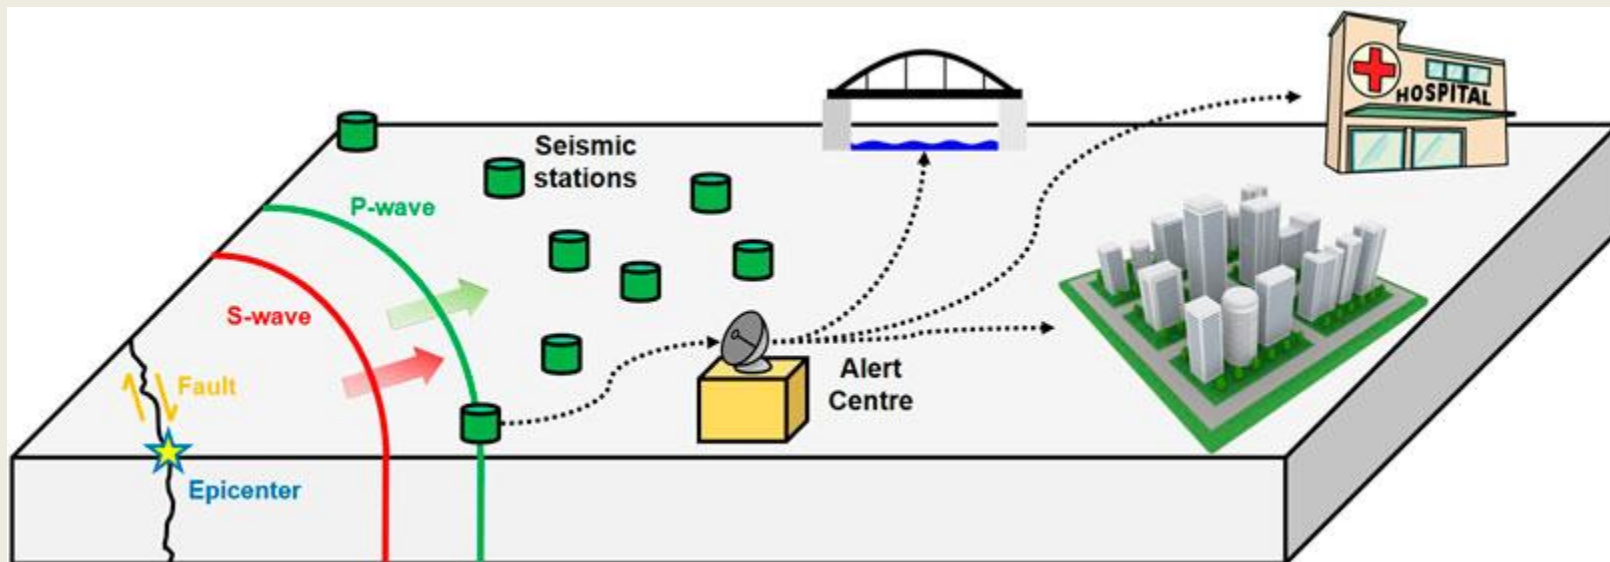 HOSPITAL
Seismic
stations
P-wave
S-wave
Fault
Alert
Centre
Epicenter